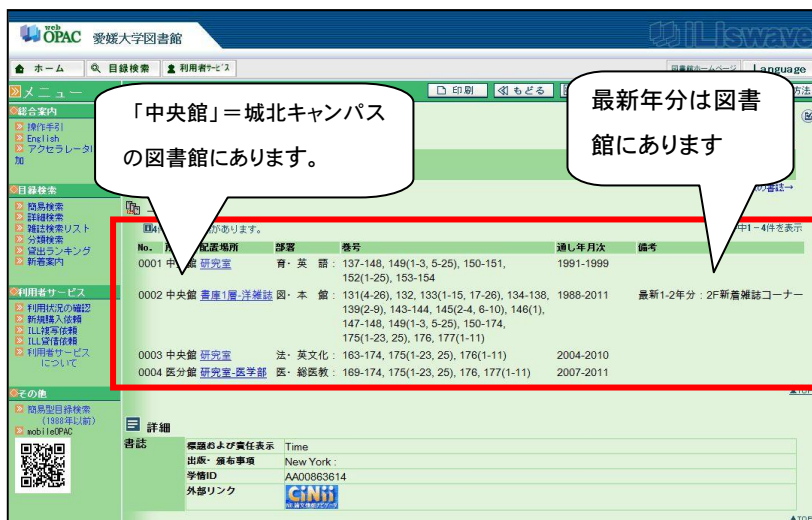 web
OPAC 愛媛大学図書館
iLiswave
ホーム 目録検索 利用者サービス
図書館ホームページ Language
メニュー
印刷 もどる 方法
総合案内
操作手引
English
アクセラレータ
加
「中央館」＝城北キャンパス
の図書館にあります。
最新年分は図書
館にあります
目録検索
簡易検索
詳細検索
雑誌検索リスト
分類検索
貸出ランキング
新着案内
の書誌→
があります。
中1-4件を表示
No. 配置場所 部署 巻号 通し年月次 備考
0001 中央館 研究室 育・英 語: 137-148, 149(1-3, 5-25), 150-151, 1991-1999
152(1-25), 153-154
0002 中央館 書庫1層-洋雑誌 図・本 館: 131(4-26), 132, 133(1-15, 17-26), 134-138, 1988-2011 最新1-2年分：2F新着雑誌コーナー
139(2-9), 143-144, 145(2-4, 6-10), 146(1),
147-148, 149(1-3, 5-25), 150-174,
175(1-23, 25), 176, 177(1-11)
0003 中央館 研究室 法・英文化: 163-174, 175(1-23, 25), 176(1-11) 2004-2010
0004 医分館 研究室-医学部 医・総医教: 169-174, 175(1-23, 25), 176, 177(1-11) 2007-2011
利用者サービス
利用状況の確認
新規購入依頼
ILL複写依頼
ILL貸借依頼
利用者サービス
について
その他
簡易型目録検索
(1988年以前)
mobileOPAC
▲TOP
詳細
書誌 標題および責任表示 Time
出版・頒布事項 New York :
学情ID AA00863614
外部リンク CiNii
▲TOP